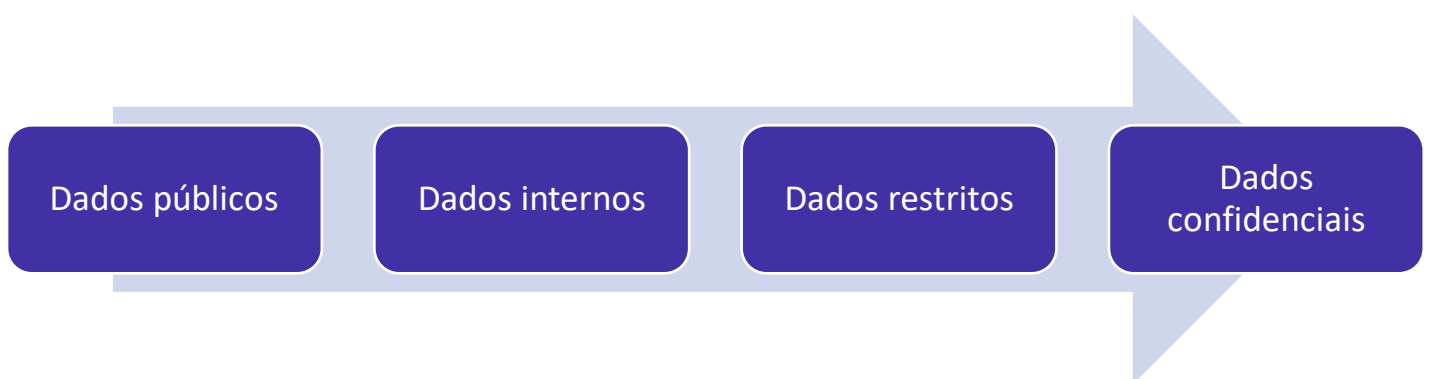 Dados públicos
Dados internos
Dados restritos
Dados
confidenciais